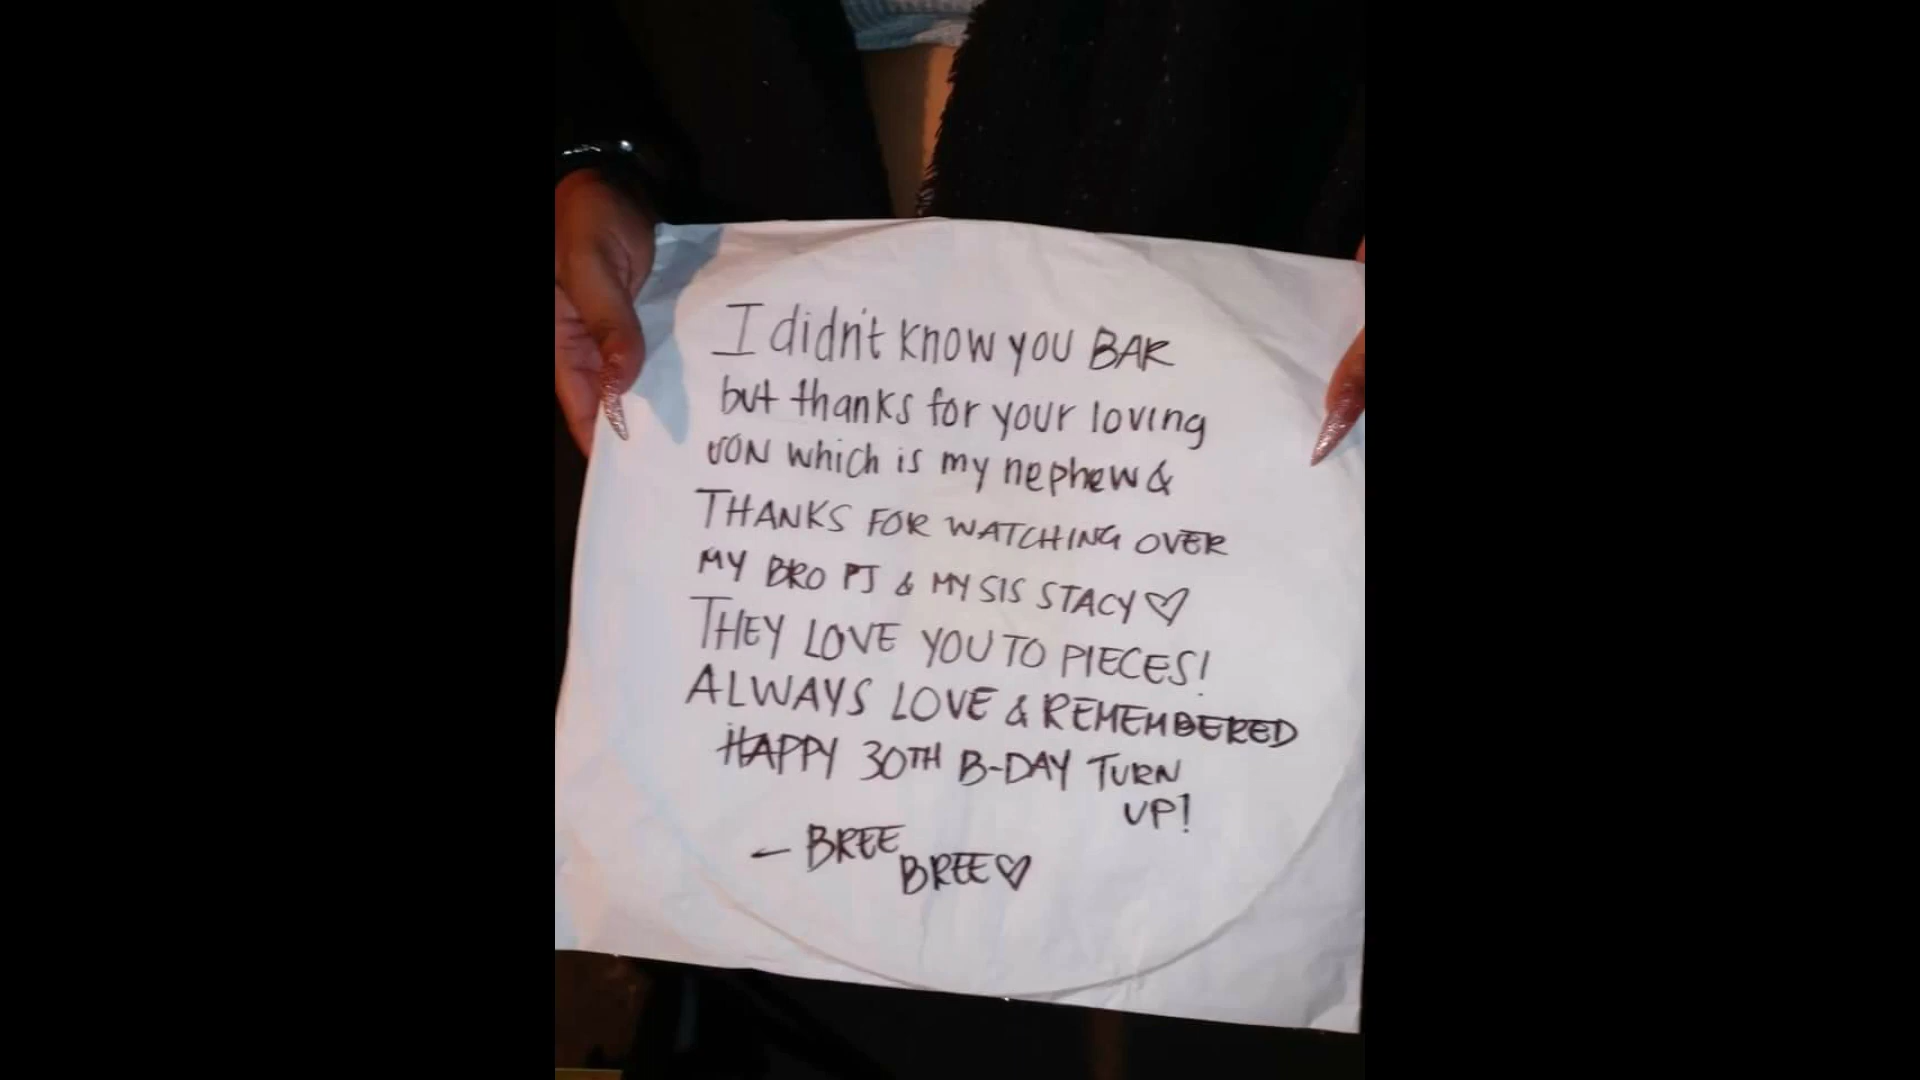 I didn't know you BAR
but thanks for your loving
SON which is my nephew &
THANKS FOR WATCHING OVER
MY BRO PJ & MY SIS STACY ♡
THEY LOVE YOU TO PIECES!
ALWAYS LOVE & REMEMBERED
HAPPY 30TH B-DAY TURN
UP!
– BREE
BREE ♡